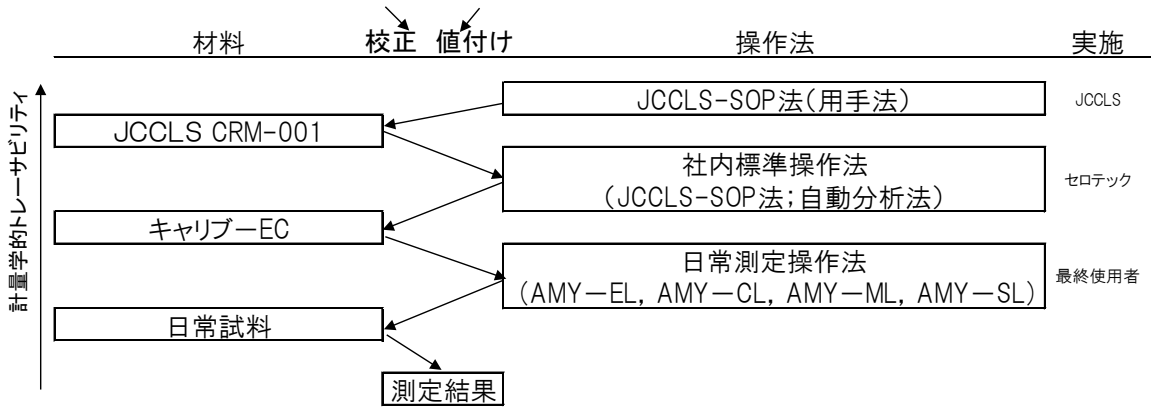 材料 校正 値付け 操作法 実施
計量学的トレーサビリティ
JCCLS-SOP法(用手法)
JCCLS
JCCLS CRM-001
社内標準操作法
(JCCLS-SOP法;自動分析法)
セロテック
キャリブーEC
日常測定操作法
(AMY-EL, AMY-CL, AMY-ML, AMY-SL)
最終使用者
日常試料
測定結果